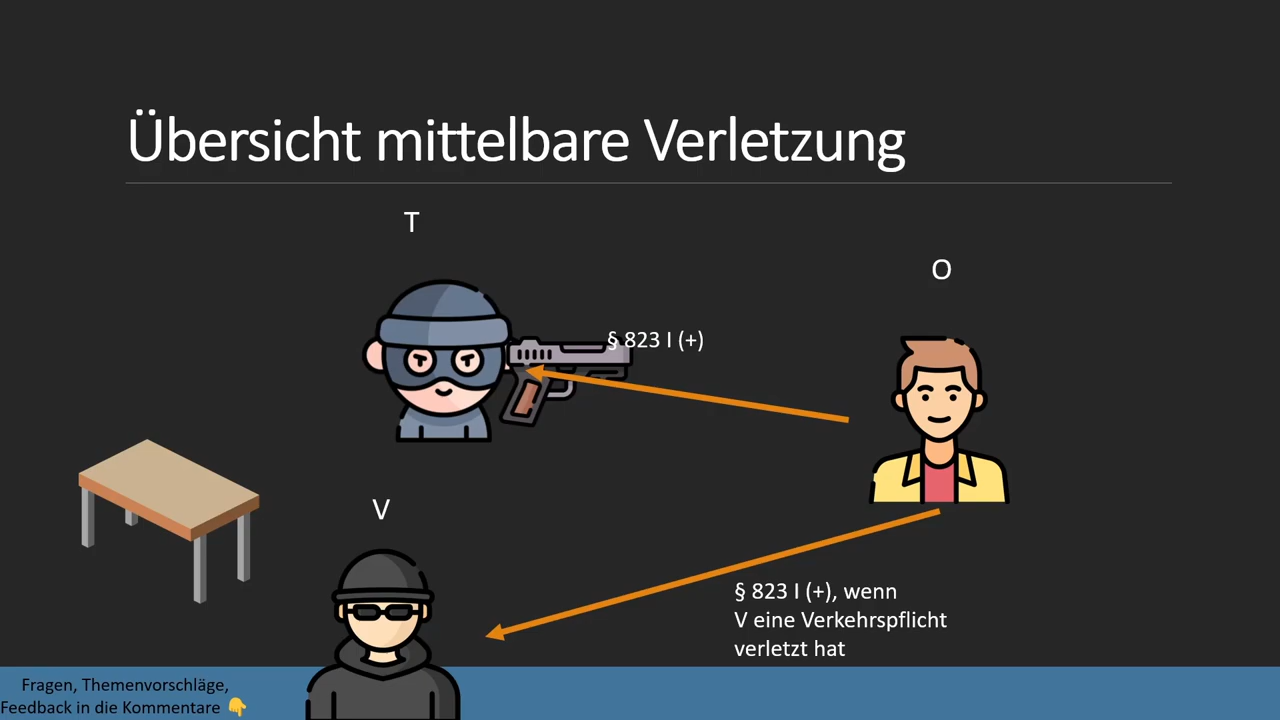 Übersicht mittelbare Verletzung
T
O
§ 823 I (+)
V
§ 823 I (+), wenn
V eine Verkehrspflicht
verletzt hat
Fragen, Themenvorschläge,
Feedback in die Kommentare 👇